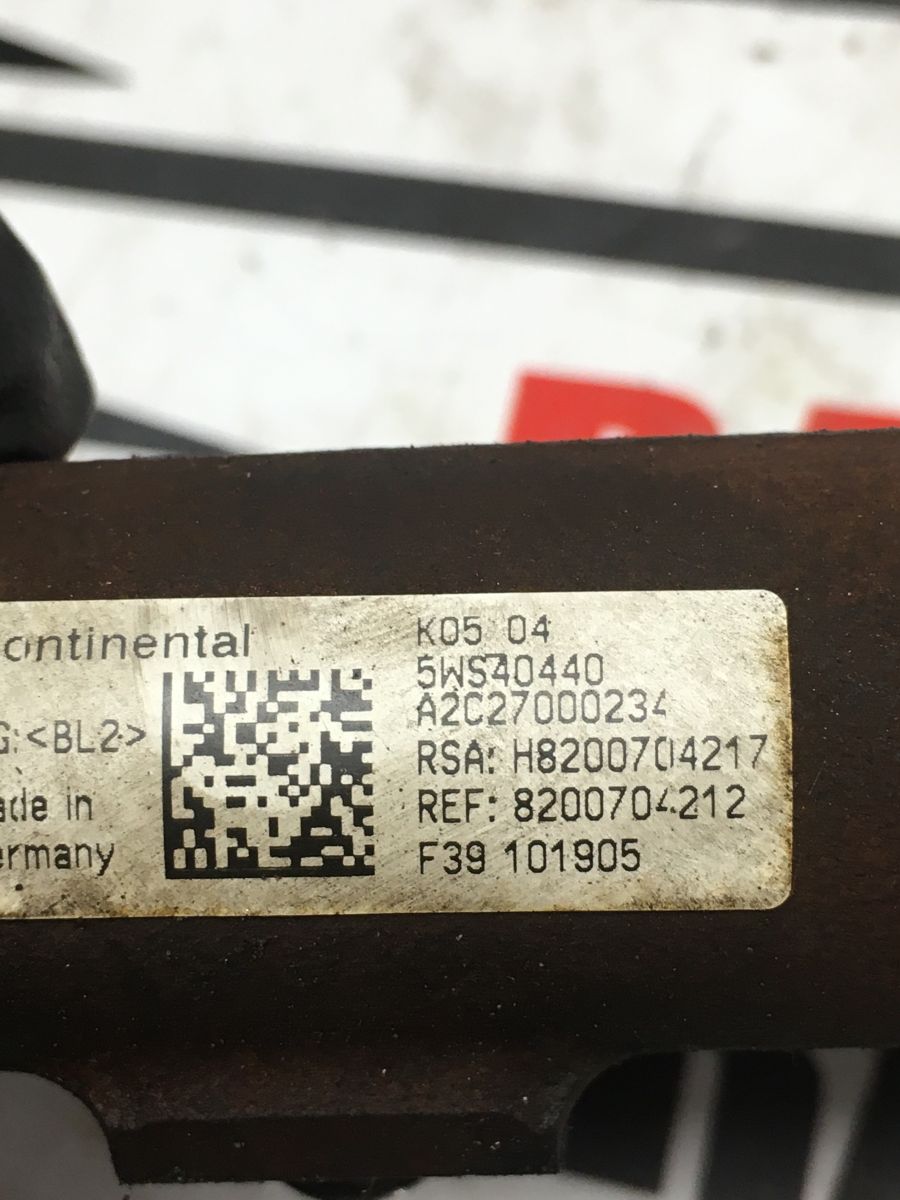 ontinental
G:<BL2>
ade in
ermany
K05 04
5WS40440
A2C27000234
RSA: H8200704217
REF: 8200704212
F39 101905